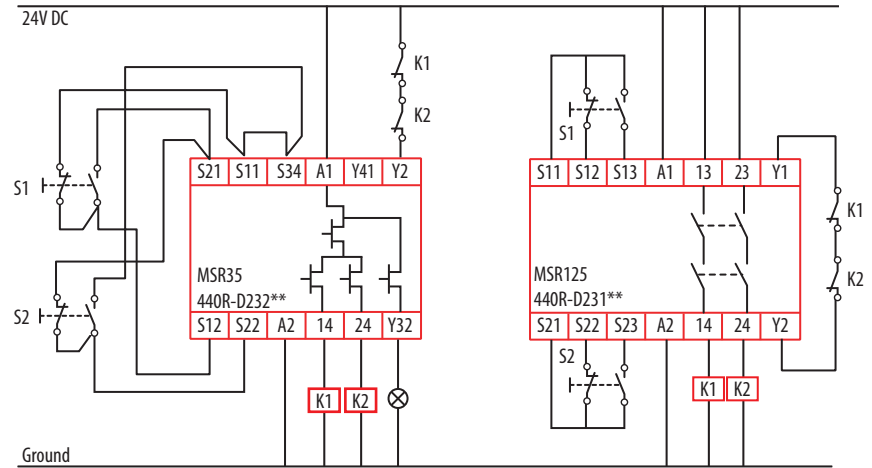 24V DC
K1
K2
S1
S21 S11 S34 A1 Y41 Y2
S11 S12 S13 A1 13 23 Y1
S1
K1
K2
MSR35
440R-D232**
MSR125
440R-D231**
S2
S12 S22 A2 14 24 Y32
S21 S22 S23 A2 14 24 Y2
S2
K1 K2
K1 K2
Ground